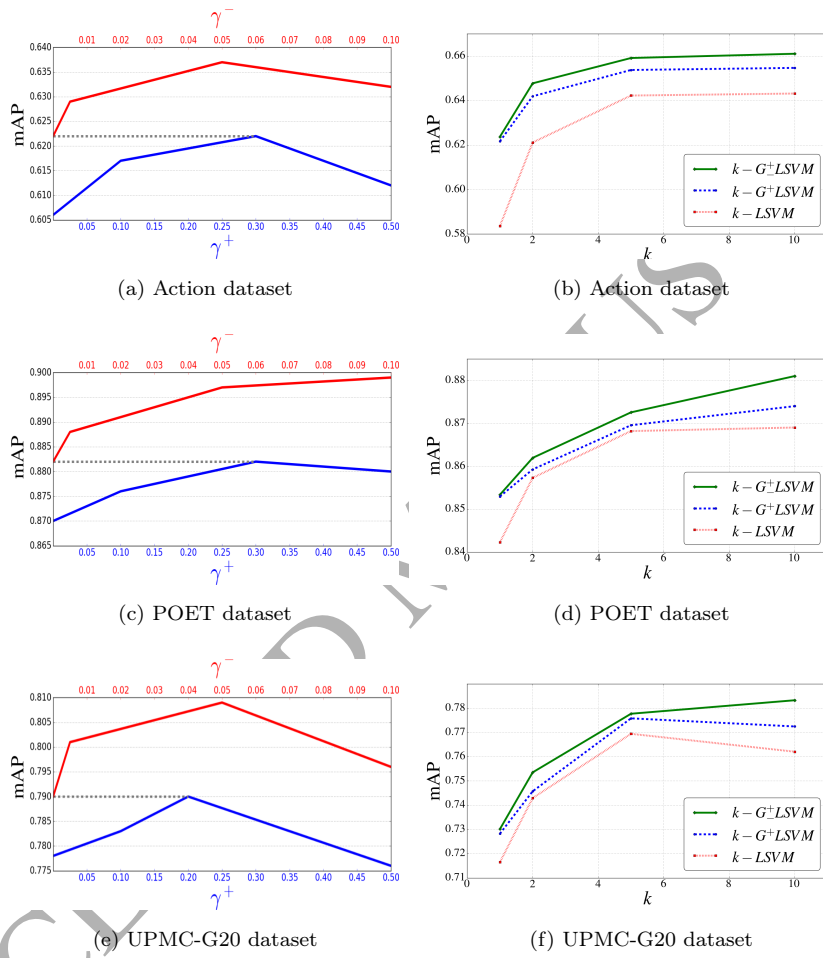 γ⁻
0.01 0.02 0.03 0.04 0.05 0.06 0.07 0.08 0.09 0.10
0.640
0.635
0.630
0.625
0.620
0.615
0.610
0.605
mAP
0.05 0.10 0.15 0.20 0.25 0.30 0.35 0.40 0.45 0.50
γ⁺
(a) Action dataset
0.66
0.64
0.62
0.60
0.58
mAP
k − G₋⁺LSVM
k − G⁺LSVM
k − LSVM
0 2 4 6 8 10
k
(b) Action dataset
γ⁻
0.01 0.02 0.03 0.04 0.05 0.06 0.07 0.08 0.09 0.10
0.900
0.895
0.890
0.885
0.880
0.875
0.870
0.865
mAP
0.05 0.10 0.15 0.20 0.25 0.30 0.35 0.40 0.45 0.50
γ⁺
(c) POET dataset
0.88
0.87
0.86
0.85
0.84
mAP
k − G₋⁺LSVM
k − G⁺LSVM
k − LSVM
0 2 4 6 8 10
k
(d) POET dataset
γ⁻
0.01 0.02 0.03 0.04 0.05 0.06 0.07 0.08 0.09 0.10
0.810
0.805
0.800
0.795
0.790
0.785
0.780
0.775
mAP
0.05 0.10 0.15 0.20 0.25 0.30 0.35 0.40 0.45 0.50
γ⁺
(e) UPMC-G20 dataset
0.78
0.77
0.76
0.75
0.74
0.73
0.72
0.71
mAP
k − G₋⁺LSVM
k − G⁺LSVM
k − LSVM
0 2 4 6 8 10
k
(f) UPMC-G20 dataset